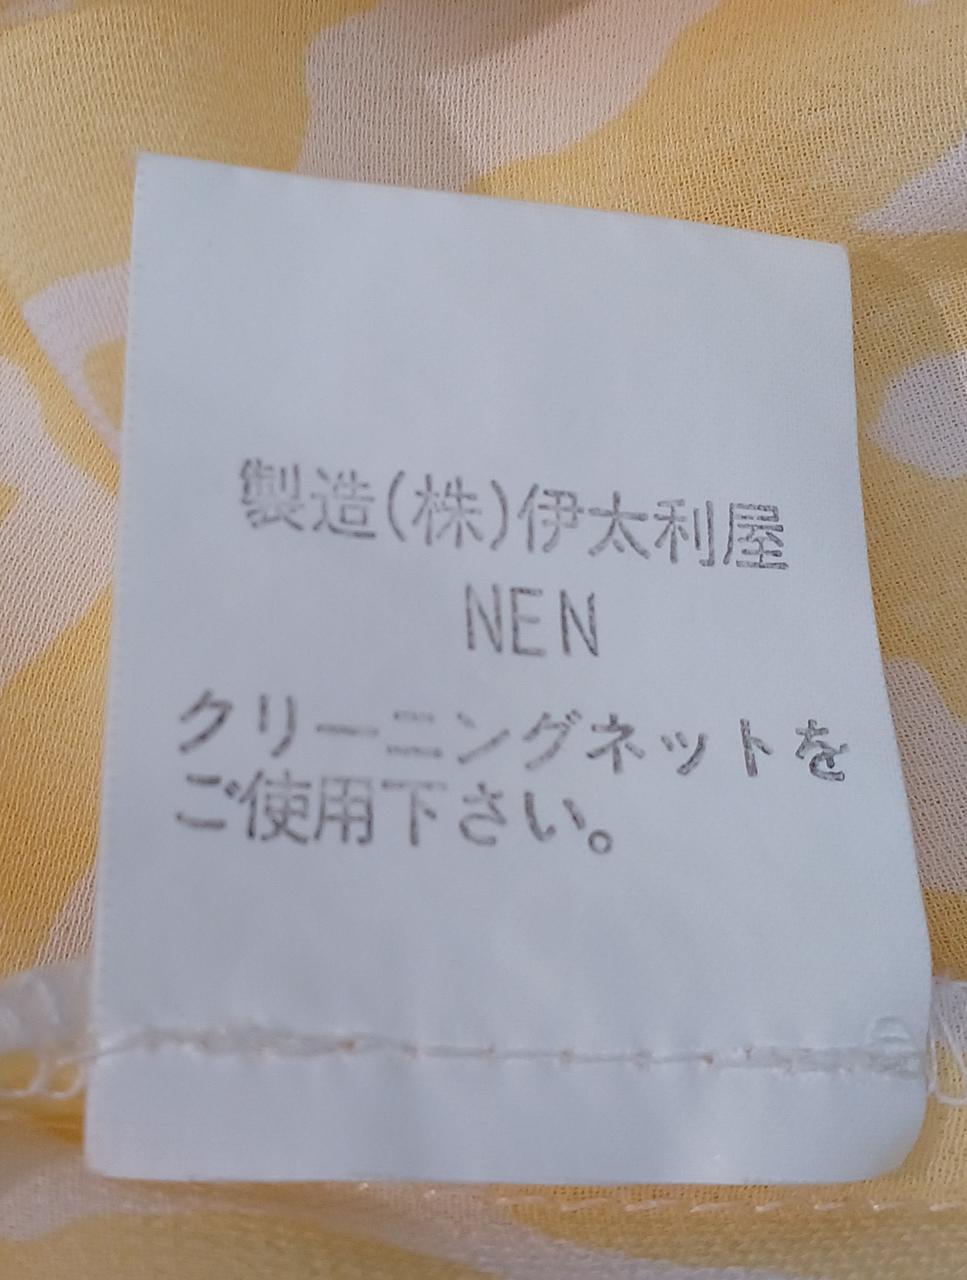 製造(株)伊太利屋
NEN
クリーニングネットを
ご使用下さい。